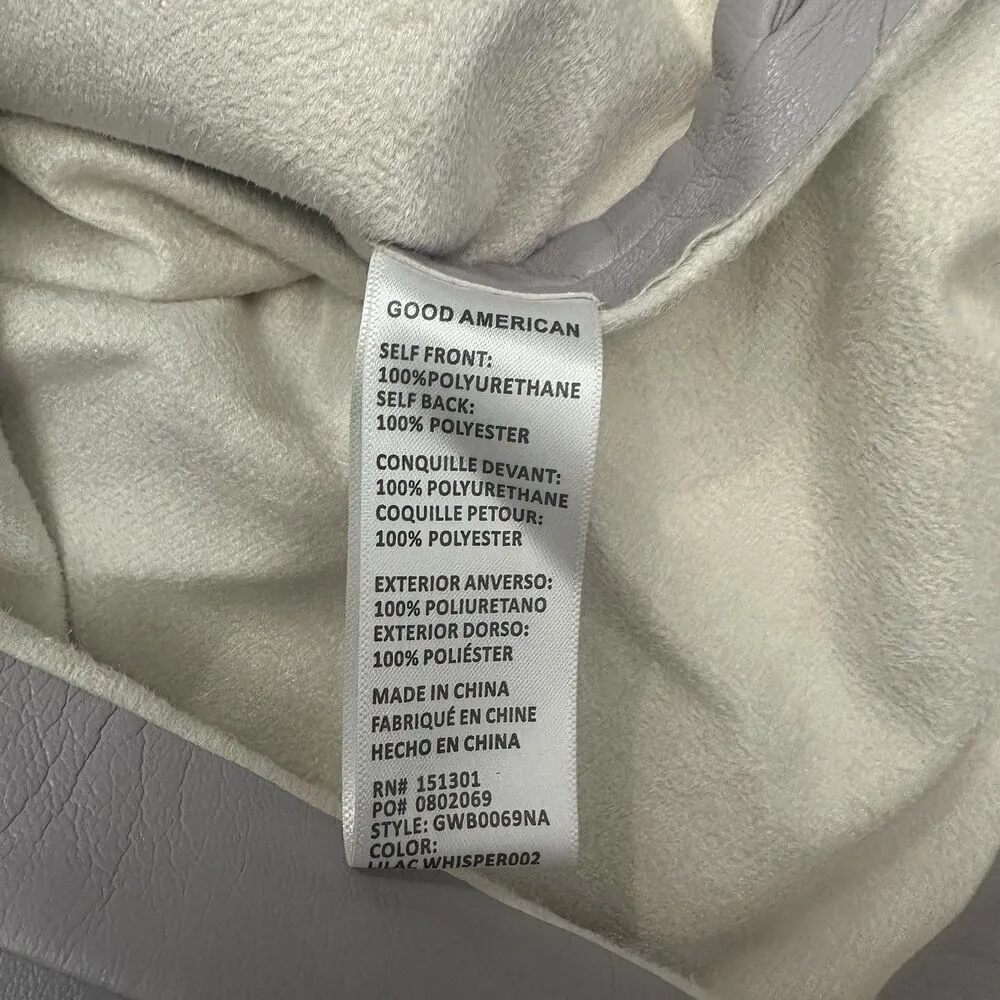 GOOD AMERICAN
SELF FRONT:
100%POLYURETHANE
SELF BACK:
100% POLYESTER
CONQUILLE DEVANT:
100% POLYURETHANE
COQUILLE PETOUR:
100% POLYESTER
EXTERIOR ANVERSO:
100% POLIURETANO
EXTERIOR DORSO:
100% POLIÉSTER
MADE IN CHINA
FABRIQUÉ EN CHINE
HECHO EN CHINA
RN# 151301
PO# 0802069
STYLE: GWB0069NA
COLOR:
LILAC WHISPER002